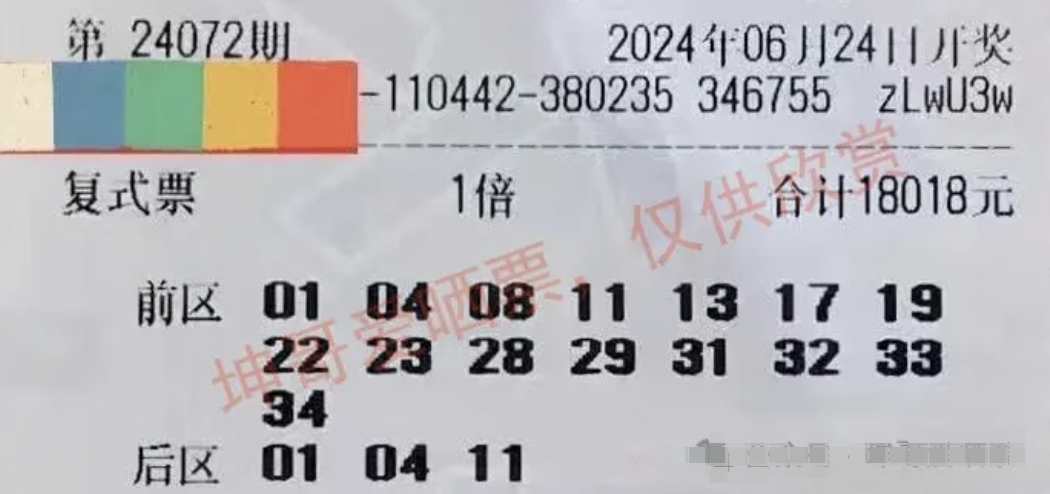 第 24072期 2024年06月24日开奖
-110442-380235 346755 zLwU3w
复式票 1倍 合计18018元
前区 01 04 08 11 13 17 19
22 23 28 29 31 32 33
34
后区 01 04 11
坤哥爱晒票，仅供欣赏